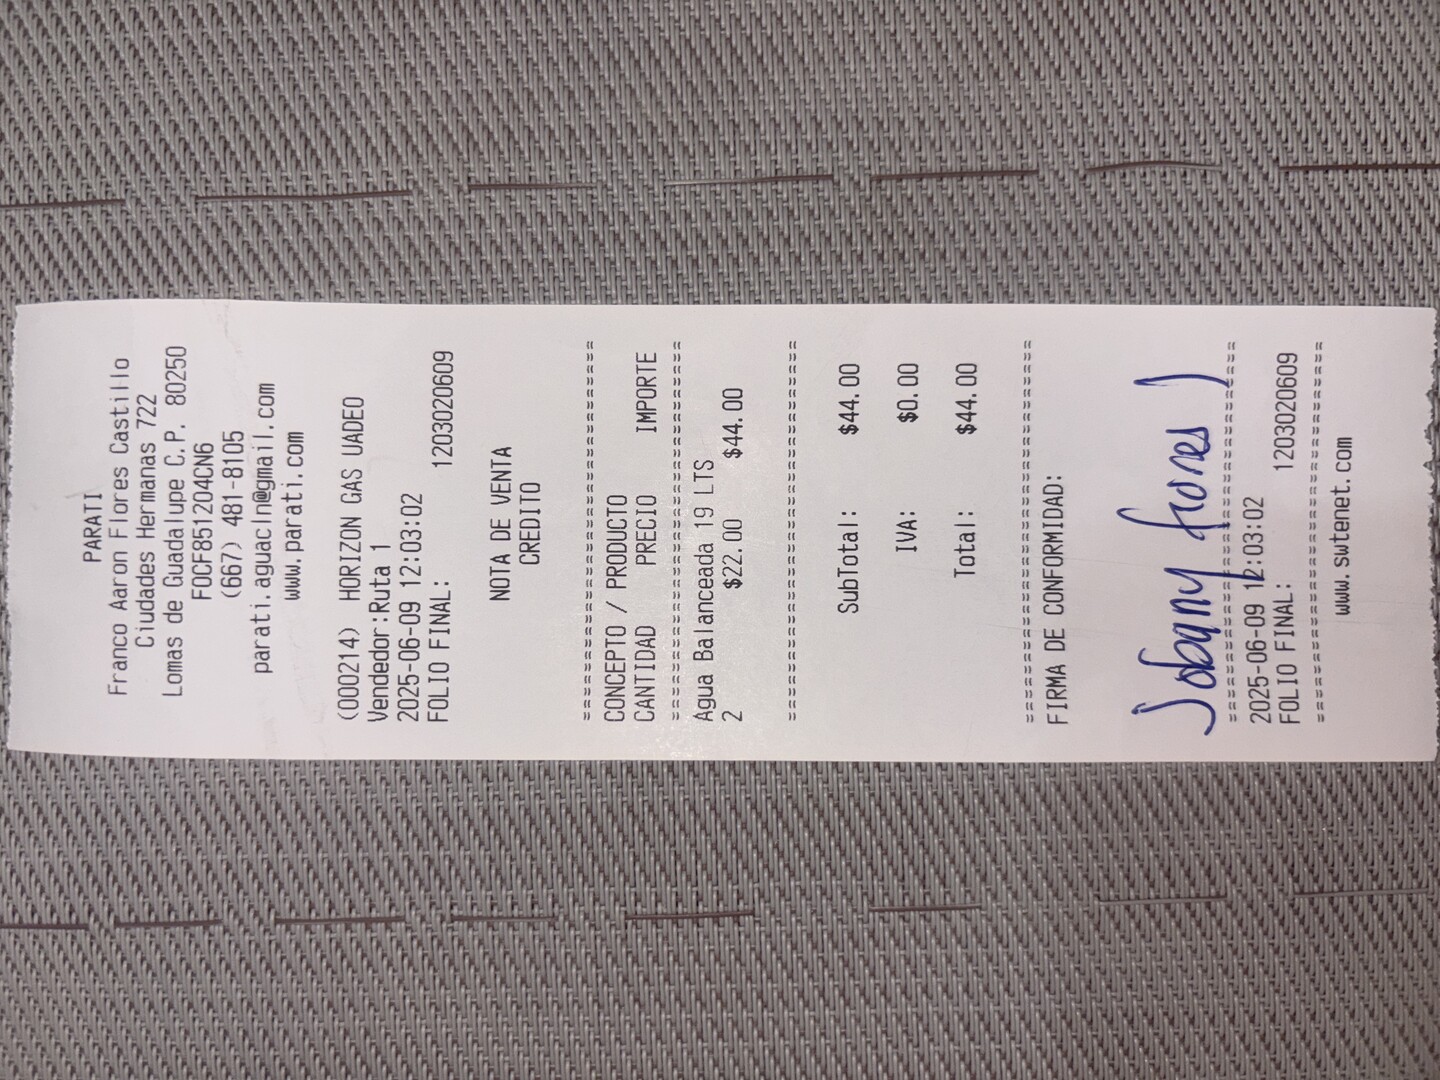 PARATI
Franco Aaron Flores Castillo
Ciudades Hermanas 722
Lomas de Guadalupe C.P. 80250
FOCF851204CN6
(667) 481-8105
parati.aguacln@gmail.com
www.parati.com
(000214) HORIZON GAS UADEO
Vendedor:Ruta 1
2025-06-09 12:03:02
FOLIO FINAL: 1203020609
NOTA DE VENTA
CREDITO
===================================
CONCEPTO / PRODUCTO
CANTIDAD PRECIO IMPORTE
===================================
Agua Balanceada 19 LTS
2 $22.00 $44.00
===================================
SubTotal: $44.00
IVA: $0.00
Total: $44.00
===================================
FIRMA DE CONFORMIDAD:
Jobany flores
===================================
2025-06-09 12:03:02
FOLIO FINAL: 1203020609
===================================
www.swtenet.com